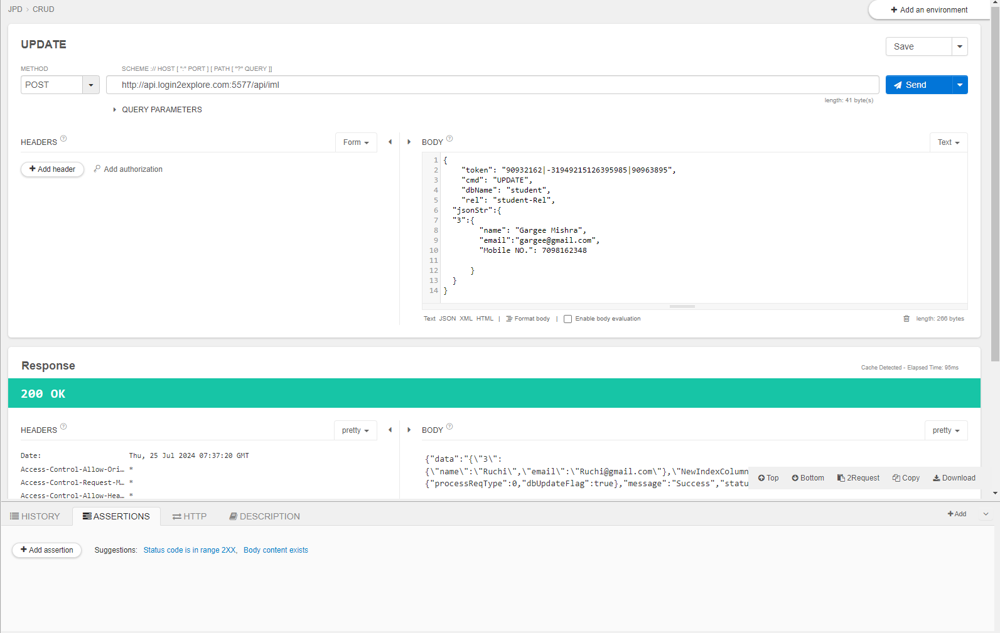 JPD › CRUD
+ Add an environment
UPDATE
Save
METHOD
SCHEME :// HOST [ ":" PORT ] [ PATH [ "?" QUERY ]]
POST
http://api.login2explore.com:5577/api/iml
Send
length: 41 byte(s)
QUERY PARAMETERS
HEADERS ?
Form
BODY ?
Text
+ Add header
Add authorization
1 {
2 "token": "90932162|-31949215126395985|90963895",
3 "cmd": "UPDATE",
4 "dbName": "student",
5 "rel": "student-Rel",
6 "jsonStr":{
7 "3":{
8 "name": "Gargee Mishra",
9 "email":"gargee@gmail.com",
10 "Mobile NO.": 7098162348
11
12 }
13 }
14 }
Text JSON XML HTML | Format body | Enable body evaluation
length: 266 bytes
Response
Cache Detected - Elapsed Time: 95ms
200 OK
HEADERS ?
pretty
BODY ?
pretty
Date: Thu, 25 Jul 2024 07:37:20 GMT
Access-Control-Allow-Ori… *
Access-Control-Request-M… *
Access-Control-Allow-Hea… *
{"data":"{\"3\":
{\"name\":\"Ruchi\",\"email\":\"Ruchi@gmail.com\"},\"NewIndexColumn
{"processReqType":0,"dbUpdateFlag":true},"message":"Success","statu
Top Bottom 2Request Copy Download
HISTORY ASSERTIONS HTTP DESCRIPTION
+ Add
+ Add assertion
Suggestions: Status code is in range 2XX, Body content exists